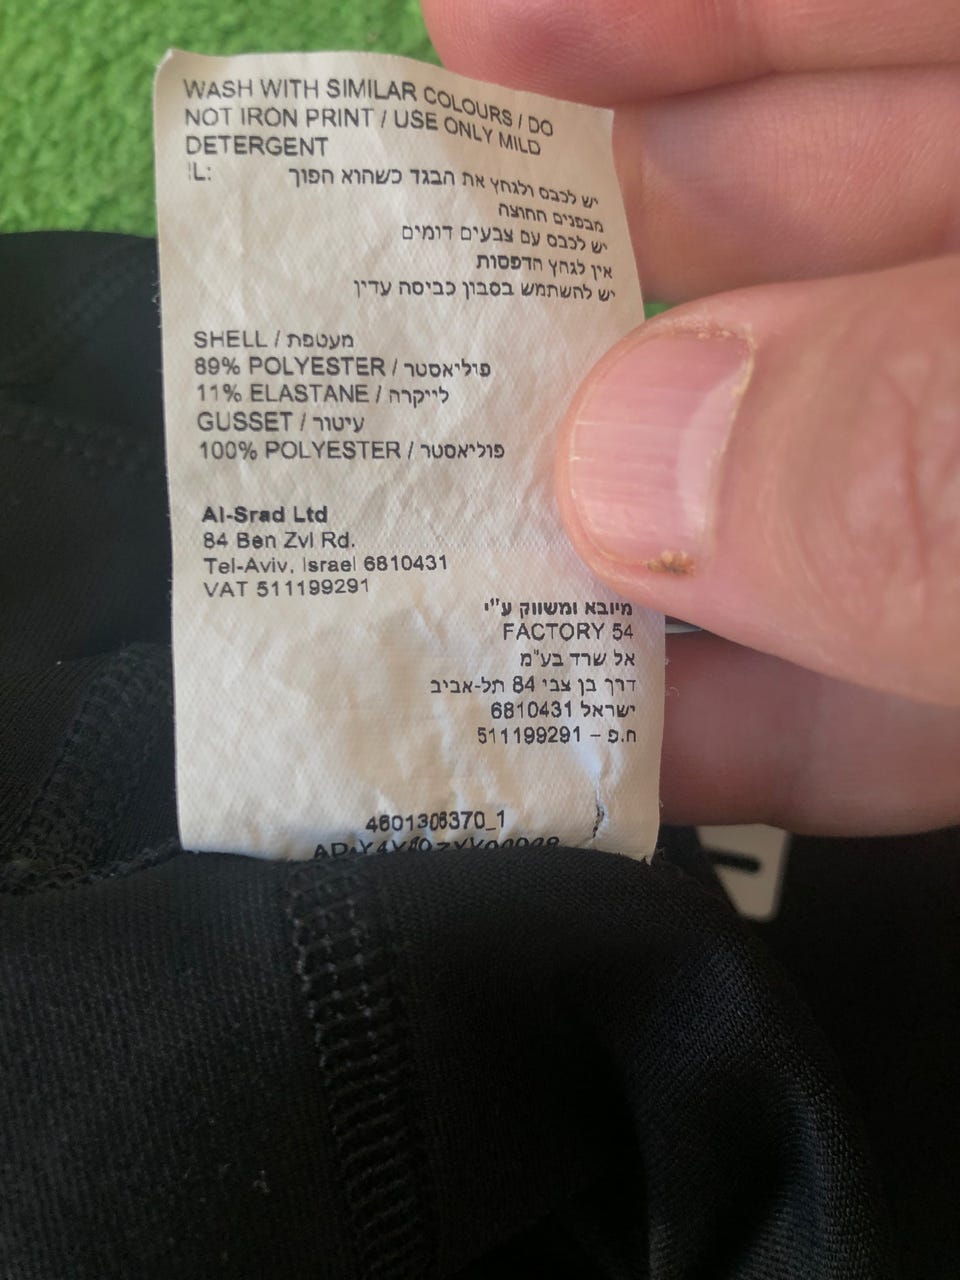 WASH WITH SIMILAR COLOURS / DO
NOT IRON PRINT / USE ONLY MILD
DETERGENT
IL: יש לכבס ולגהץ את הבגד כשהוא הפוך
מבפנים החוצה
יש לכבס עם צבעים דומים
אין לגהץ הדפסות
יש להשתמש בסבון כביסה עדין
SHELL / מעטפת
89% POLYESTER / פוליאסטר
11% ELASTANE / לייקרה
GUSSET / עיטור
100% POLYESTER / פוליאסטר
Al-Srad Ltd
84 Ben Zvi Rd.
Tel-Aviv, Israel 6810431
VAT 511199291
מיובא ומשווק ע"י
FACTORY 54
אל שרד בע"מ
דרך בן צבי 84 תל-אביב
ישראל 6810431
ח.פ – 511199291
4601306370_1